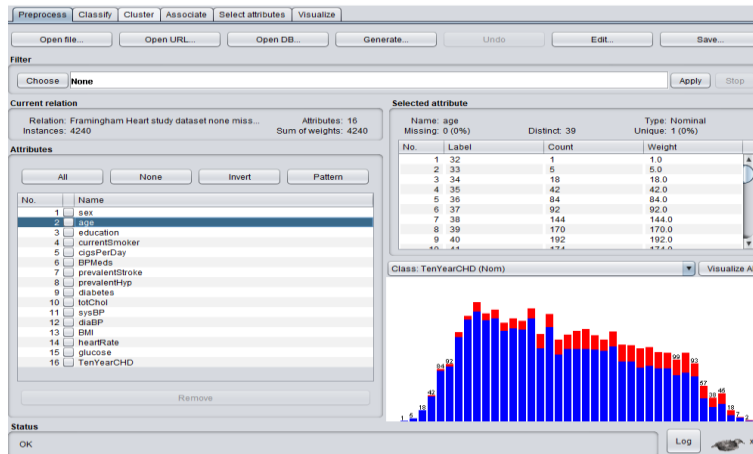 Preprocess Classify Cluster Associate Select attributes Visualize
Open file... Open URL... Open DB... Generate... Undo Edit... Save...
Filter
Choose None Apply Stop
Current relation
Relation: Framingham Heart study dataset none miss... Attributes: 16
Instances: 4240 Sum of weights: 4240
Attributes
All None Invert Pattern
No. Name
1 sex
2 age
3 education
4 currentSmoker
5 cigsPerDay
6 BPMeds
7 prevalentStroke
8 prevalentHyp
9 diabetes
10 totChol
11 sysBP
12 diaBP
13 BMI
14 heartRate
15 glucose
16 TenYearCHD
Remove
Selected attribute
Name: age Type: Nominal
Missing: 0 (0%) Distinct: 39 Unique: 1 (0%)
No. Label Count Weight
1 32 1 1.0
2 33 5 5.0
3 34 18 18.0
4 35 42 42.0
5 36 84 84.0
6 37 92 92.0
7 38 144 144.0
8 39 170 170.0
9 40 192 192.0
10 41 174 174.0
Class: TenYearCHD (Nom) Visualize A
1 18 42 84 92 99 93 57 46 18 7 2
Status
OK
Log x